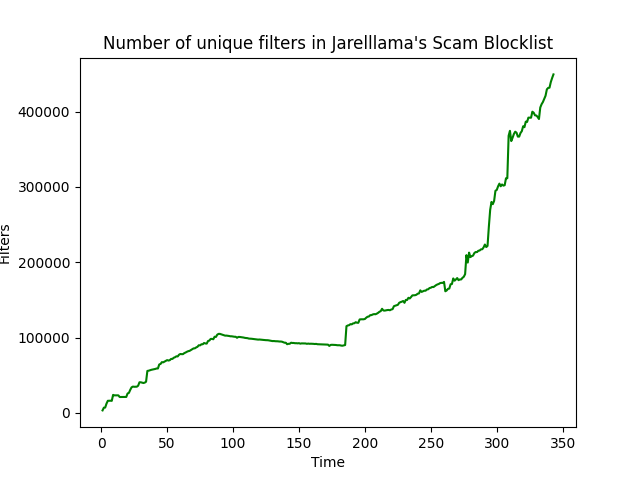 Number of unique filters in Jarelllama's Scam Blocklist
400000
300000
200000
100000
0
Filters
0 50 100 150 200 250 300 350
Time